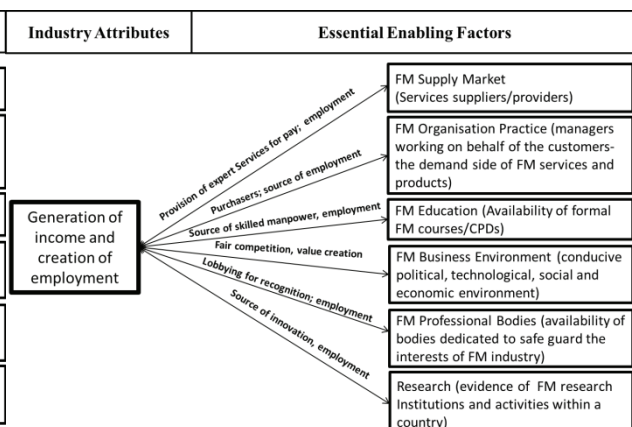 Industry Attributes
Essential Enabling Factors
Generation of
income and
creation of
employment
Provision of expert Services for pay; employment
Purchasers; source of employment
Source of skilled manpower, employment
Fair competition, value creation
Lobbying for recognition; employment
Source of innovation, employment
FM Supply Market
(Services suppliers/providers)
FM Organisation Practice (managers
working on behalf of the customers-
the demand side of FM services and
products)
FM Education (Availability of formal
FM courses/CPDs)
FM Business Environment (conducive
political, technological, social and
economic environment)
FM Professional Bodies (availability of
bodies dedicated to safe guard the
interests of FM industry)
Research (evidence of FM research
Institutions and activities within a
country)